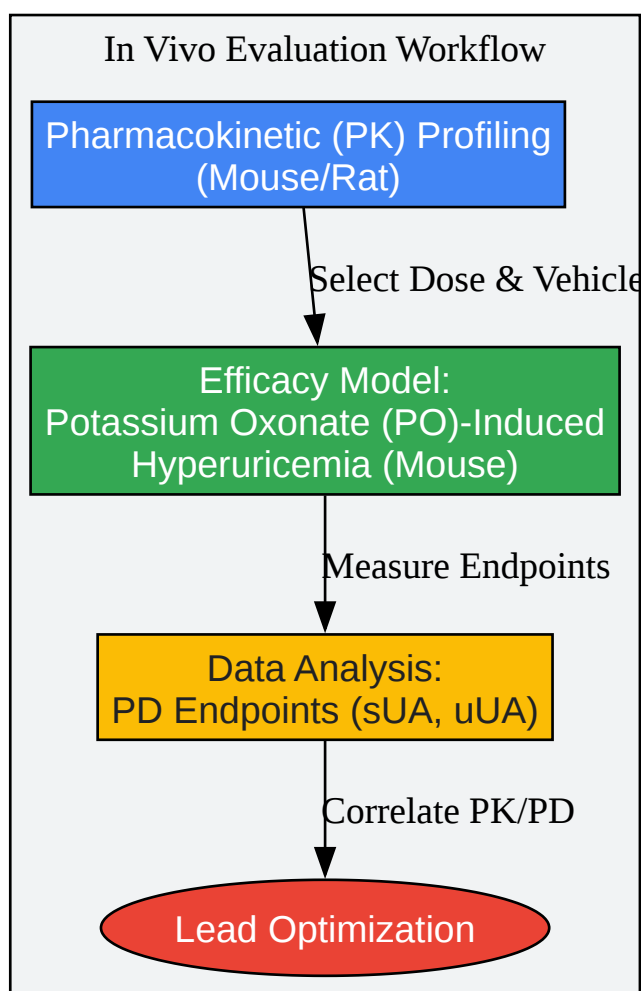 In Vivo Evaluation Workflow
Pharmacokinetic (PK) Profiling
(Mouse/Rat)
Select Dose & Vehicle
Efficacy Model:
Potassium Oxonate (PO)-Induced
Hyperuricemia (Mouse)
Measure Endpoints
Data Analysis:
PD Endpoints (sUA, uUA)
Correlate PK/PD
Lead Optimization